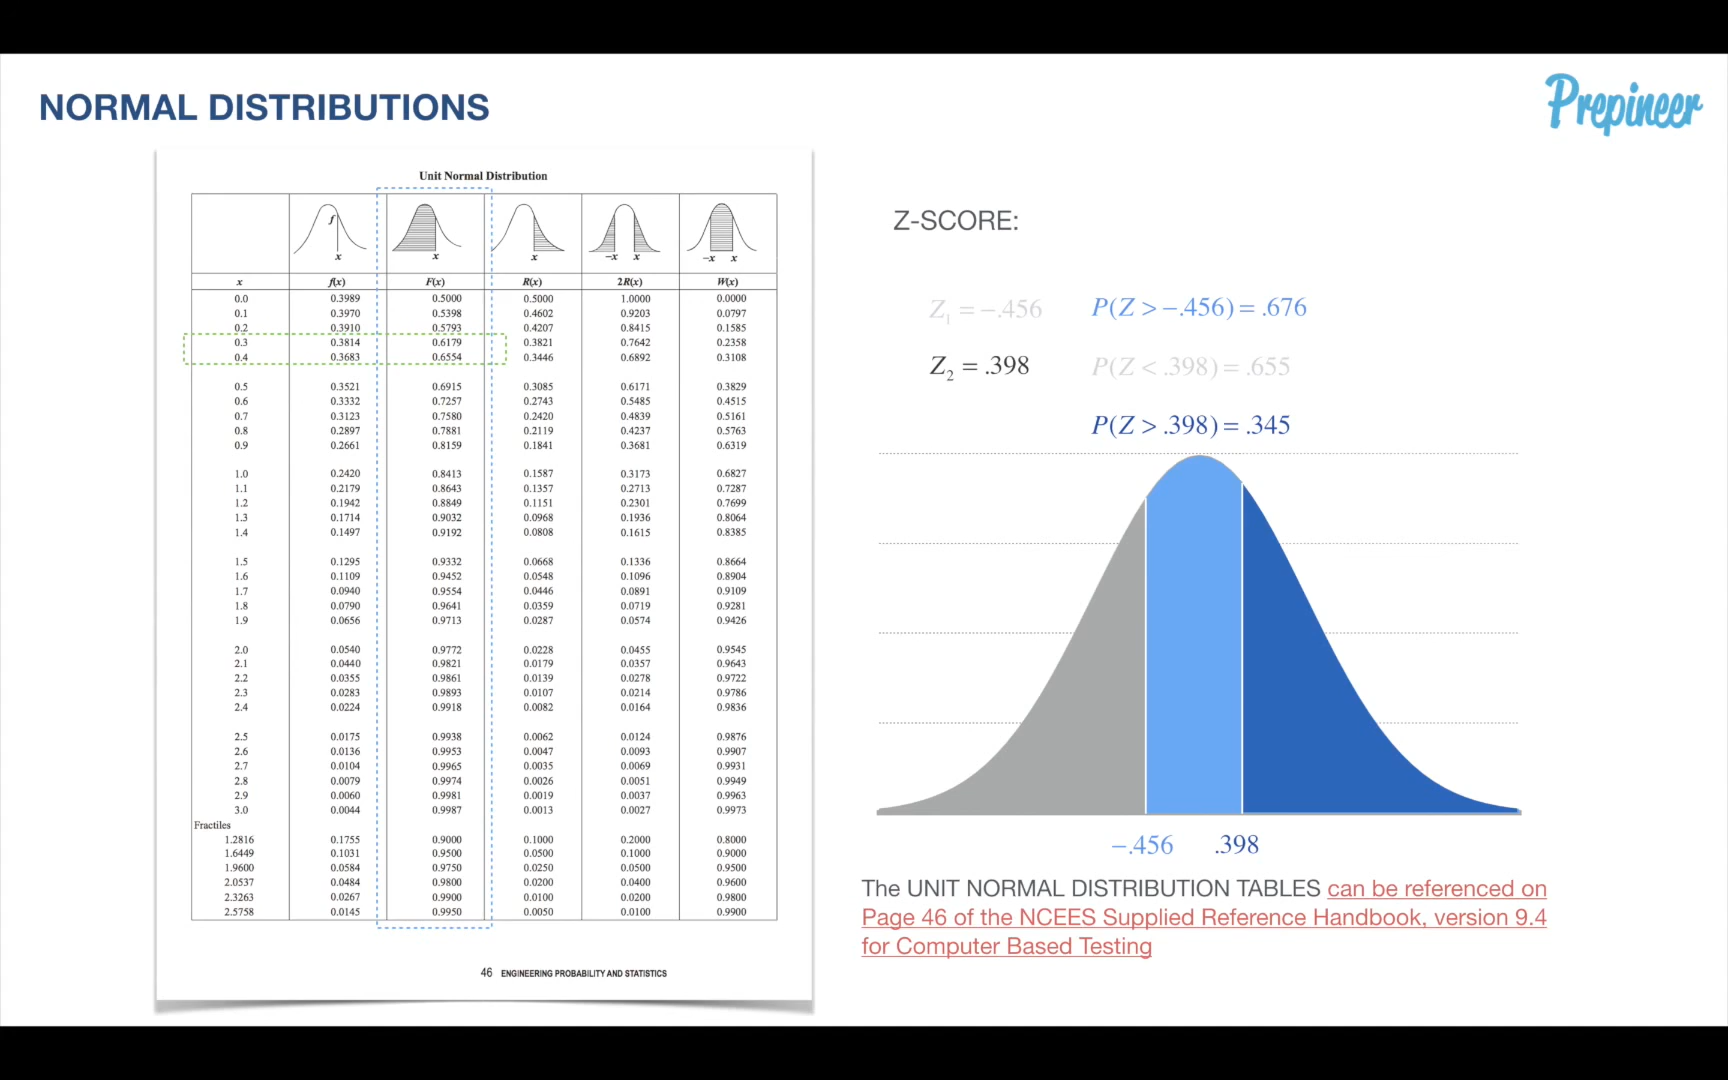 NORMAL DISTRIBUTIONS
Prepineer
Unit Normal Distribution
f
x x x −x x −x x
x f(x) F(x) R(x) 2R(x) W(x)
0.0 0.3989 0.5000 0.5000 1.0000 0.0000
0.1 0.3970 0.5398 0.4602 0.9203 0.0797
0.2 0.3910 0.5793 0.4207 0.8415 0.1585
0.3 0.3814 0.6179 0.3821 0.7642 0.2358
0.4 0.3683 0.6554 0.3446 0.6892 0.3108
0.5 0.3521 0.6915 0.3085 0.6171 0.3829
0.6 0.3332 0.7257 0.2743 0.5485 0.4515
0.7 0.3123 0.7580 0.2420 0.4839 0.5161
0.8 0.2897 0.7881 0.2119 0.4237 0.5763
0.9 0.2661 0.8159 0.1841 0.3681 0.6319
1.0 0.2420 0.8413 0.1587 0.3173 0.6827
1.1 0.2179 0.8643 0.1357 0.2713 0.7287
1.2 0.1942 0.8849 0.1151 0.2301 0.7699
1.3 0.1714 0.9032 0.0968 0.1936 0.8064
1.4 0.1497 0.9192 0.0808 0.1615 0.8385
1.5 0.1295 0.9332 0.0668 0.1336 0.8664
1.6 0.1109 0.9452 0.0548 0.1096 0.8904
1.7 0.0940 0.9554 0.0446 0.0891 0.9109
1.8 0.0790 0.9641 0.0359 0.0719 0.9281
1.9 0.0656 0.9713 0.0287 0.0574 0.9426
2.0 0.0540 0.9772 0.0228 0.0455 0.9545
2.1 0.0440 0.9821 0.0179 0.0357 0.9643
2.2 0.0355 0.9861 0.0139 0.0278 0.9722
2.3 0.0283 0.9893 0.0107 0.0214 0.9786
2.4 0.0224 0.9918 0.0082 0.0164 0.9836
2.5 0.0175 0.9938 0.0062 0.0124 0.9876
2.6 0.0136 0.9953 0.0047 0.0093 0.9907
2.7 0.0104 0.9965 0.0035 0.0069 0.9931
2.8 0.0079 0.9974 0.0026 0.0051 0.9949
2.9 0.0060 0.9981 0.0019 0.0037 0.9963
3.0 0.0044 0.9987 0.0013 0.0027 0.9973
Fractiles
1.2816 0.1755 0.9000 0.1000 0.2000 0.8000
1.6449 0.1031 0.9500 0.0500 0.1000 0.9000
1.9600 0.0584 0.9750 0.0250 0.0500 0.9500
2.0537 0.0484 0.9800 0.0200 0.0400 0.9600
2.3263 0.0267 0.9900 0.0100 0.0200 0.9800
2.5758 0.0145 0.9950 0.0050 0.0100 0.9900
46 ENGINEERING PROBABILITY AND STATISTICS
Z-SCORE:
Z₁ = −.456 P(Z > −.456) = .676
Z₂ = .398 P(Z < .398) = .655
P(Z > .398) = .345
−.456 .398
The UNIT NORMAL DISTRIBUTION TABLES can be referenced on
Page 46 of the NCEES Supplied Reference Handbook, version 9.4
for Computer Based Testing